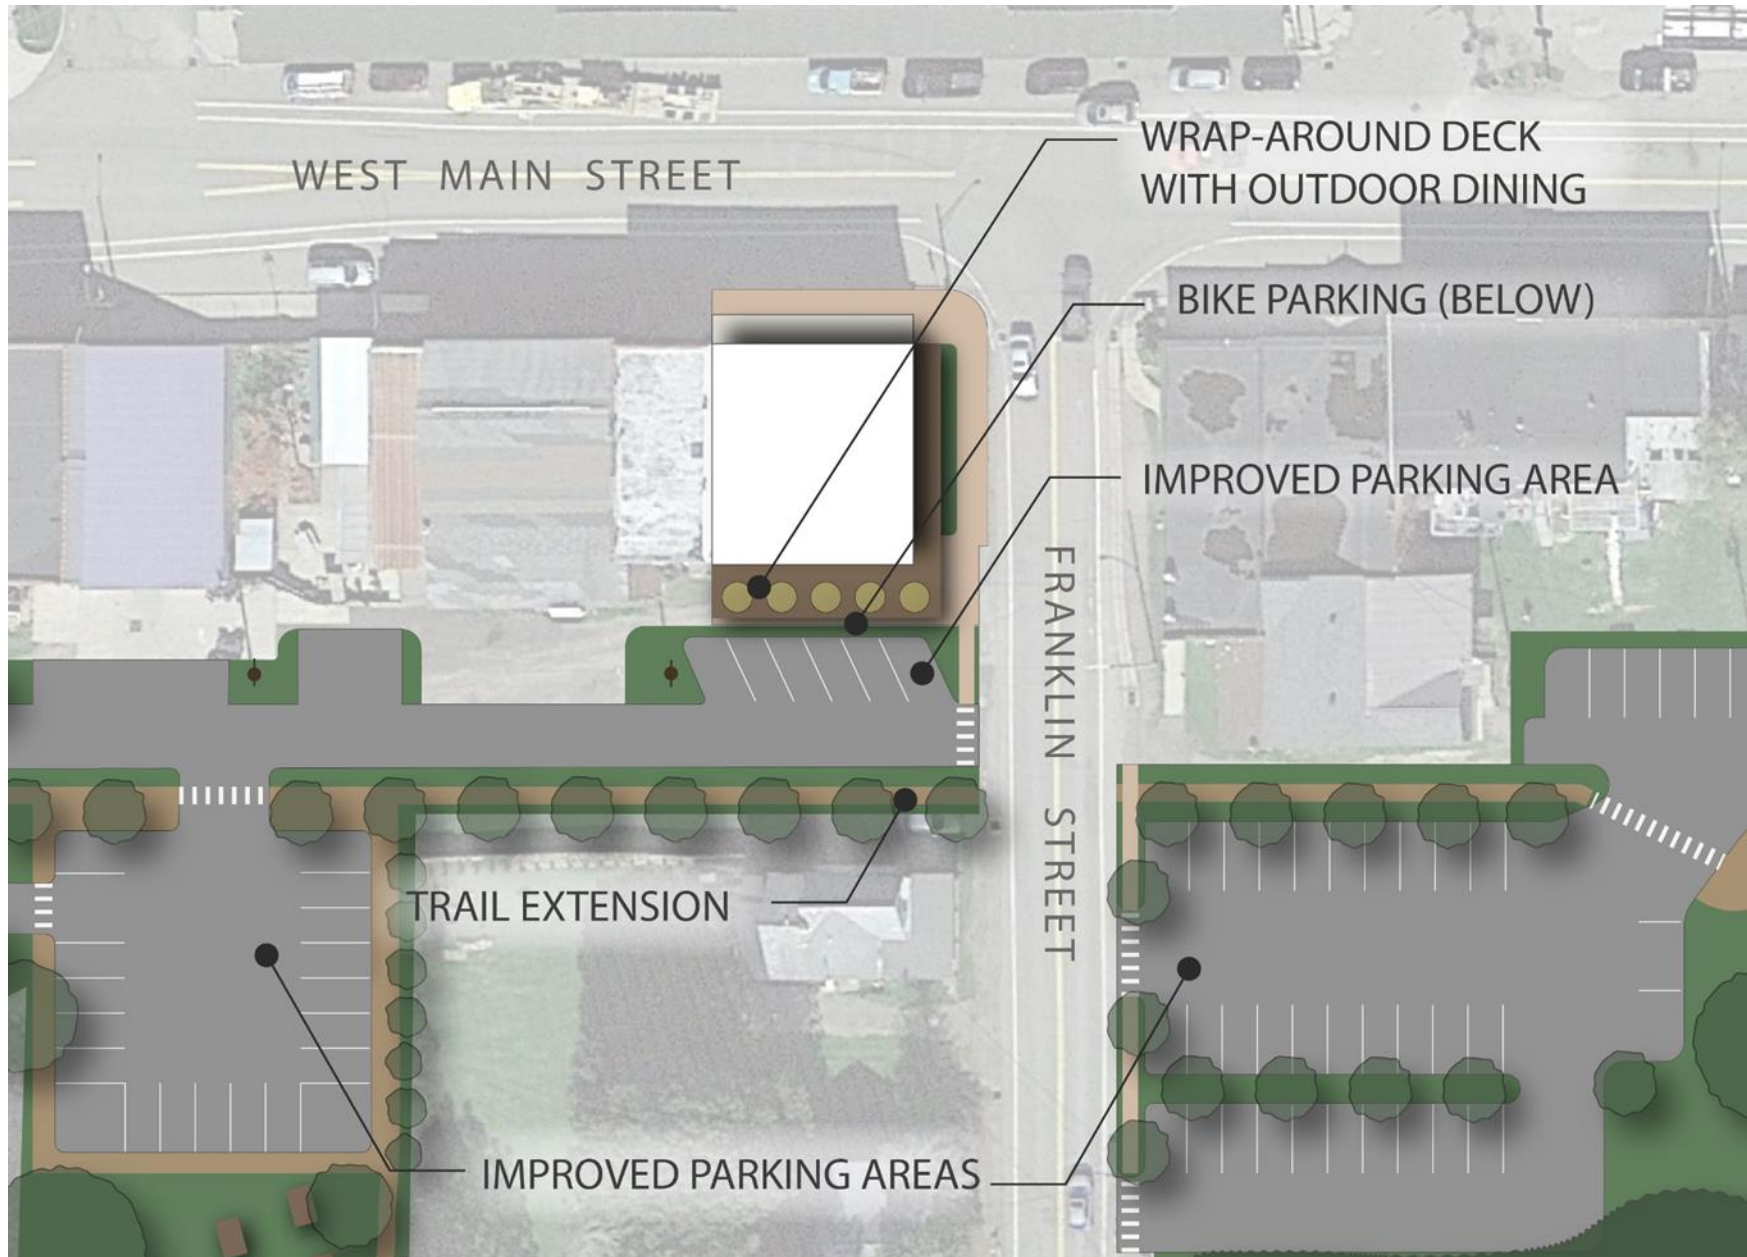 WRAP-AROUND DECK
WITH OUTDOOR DINING
WEST MAIN STREET
BIKE PARKING (BELOW)
IMPROVED PARKING AREA
FRANKLIN STREET
TRAIL EXTENSION
IMPROVED PARKING AREAS